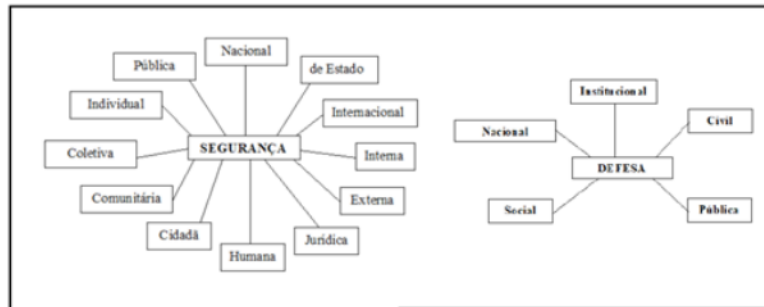 Nacional
Pública
de Estado
Individual
Internacional
Coletiva
SEGURANÇA
Interna
Comunitária
Externa
Cidadã
Jurídica
Humana
Institucional
Nacional
Civil
DEFESA
Social
Pública